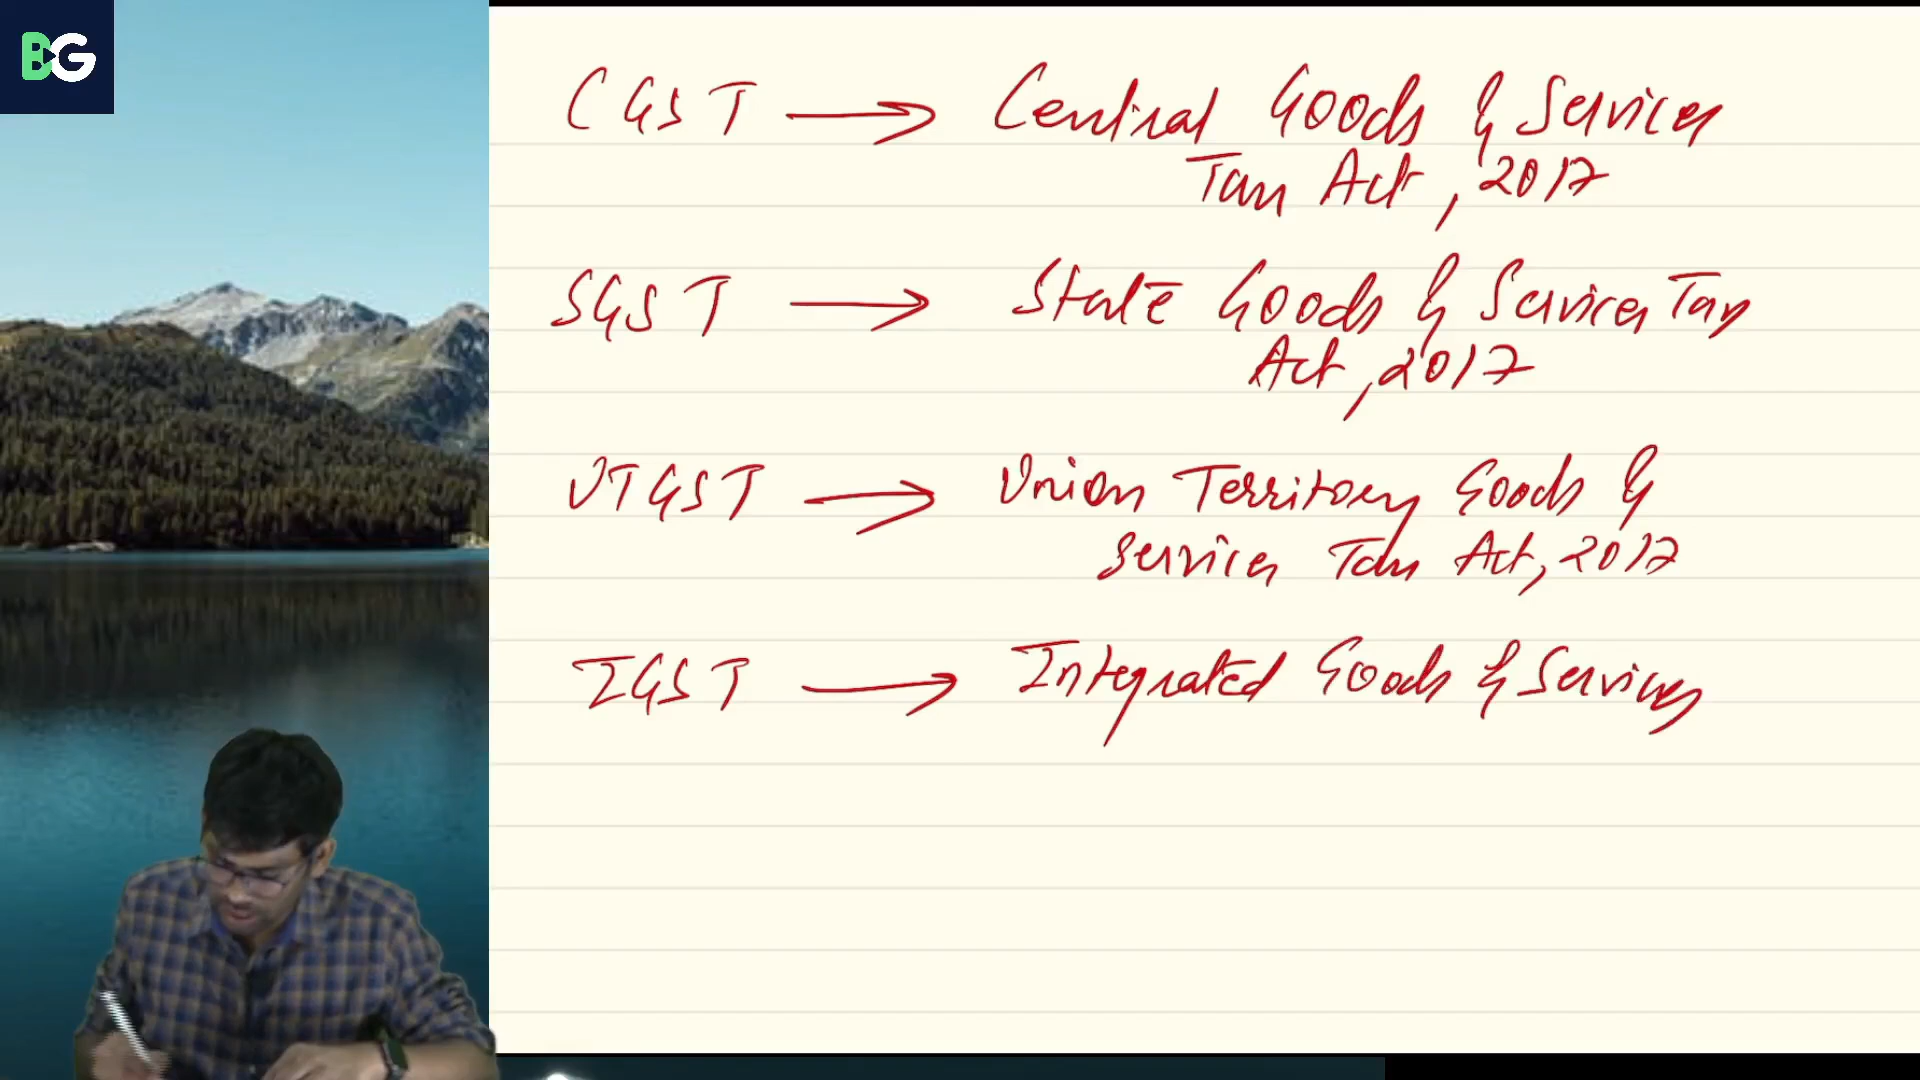 BG
CGST → Central Goods & Services
Tax Act, 2017
SGST → State Goods & Services Tax
Act, 2017
UTGST → Union Territory Goods &
Services Tax Act, 2017
IGST → Integrated Goods & Services